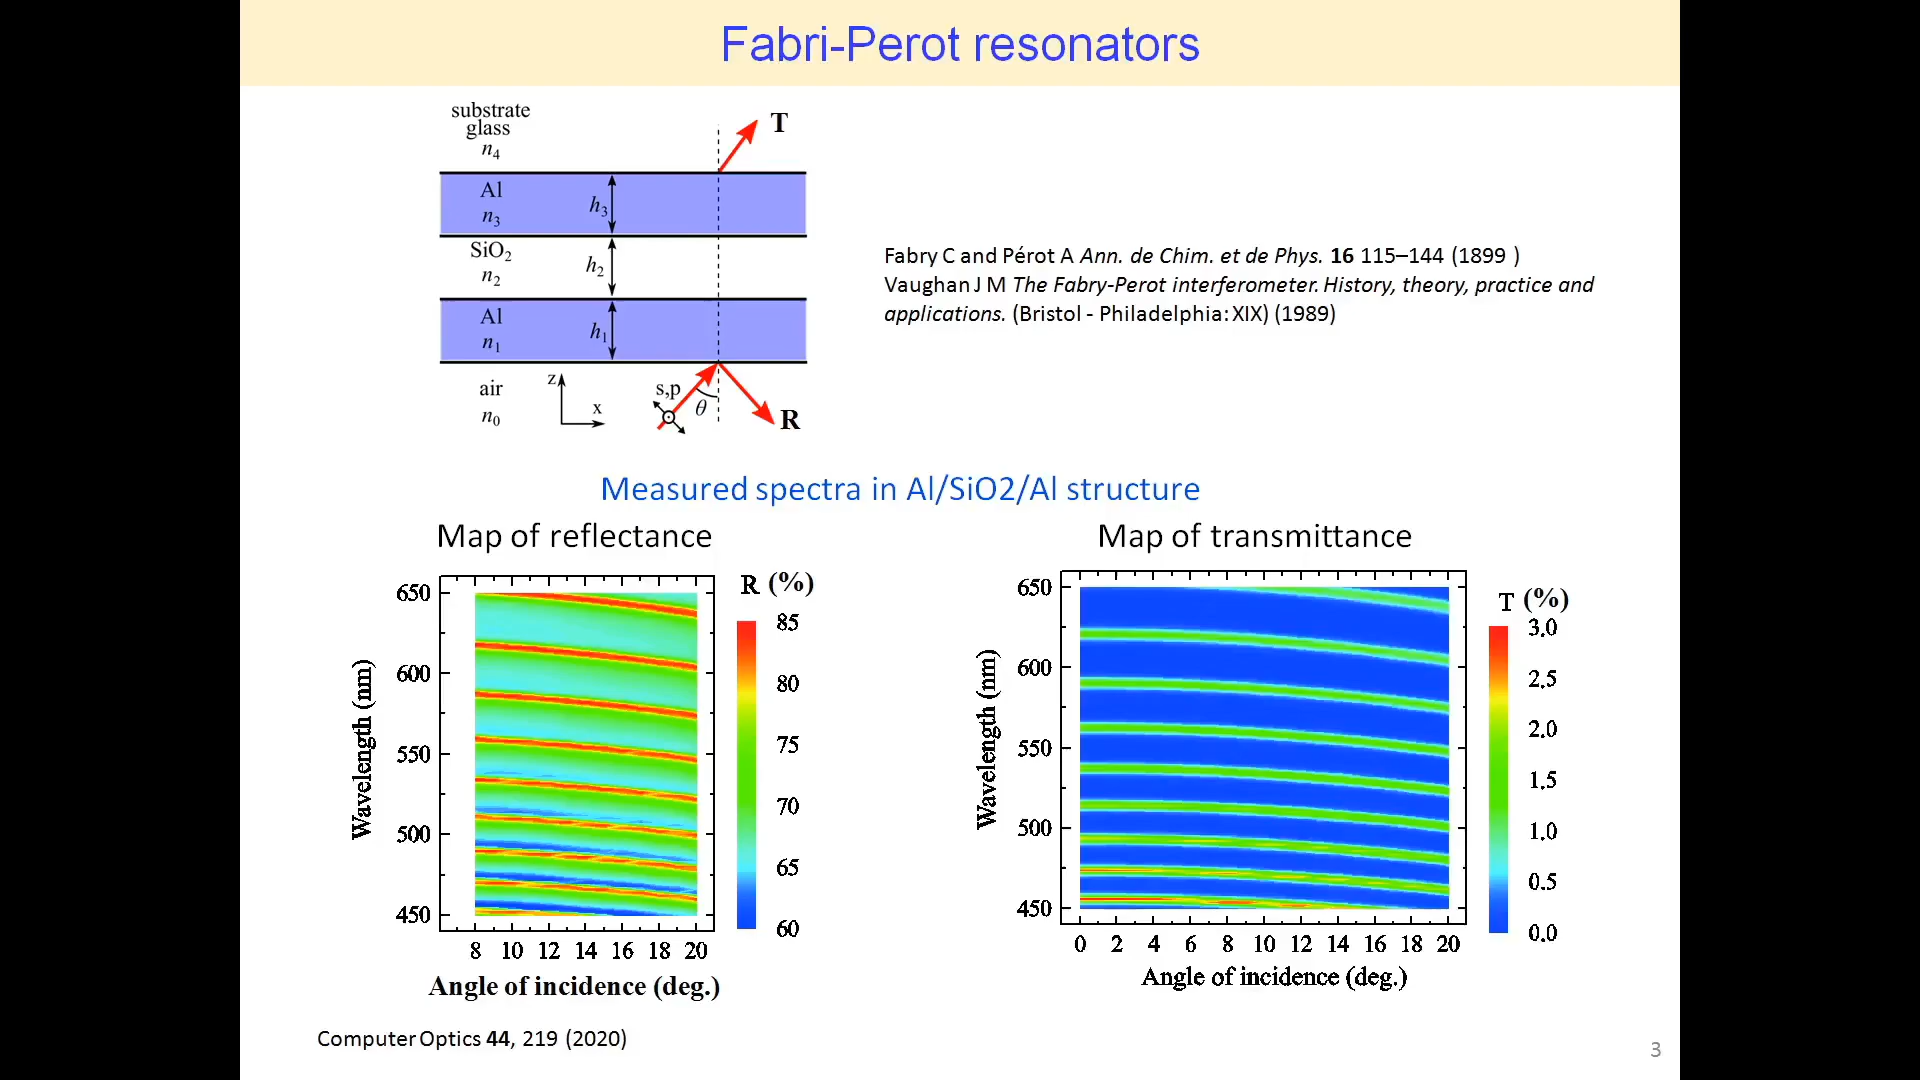 Fabri-Perot resonators
substrate
glass
n4
T
Al
n3
h3
SiO2
n2
h2
Al
n1
h1
air
n0
z
x
s,p
θ
R
Fabry C and Pérot A Ann. de Chim. et de Phys. 16 115–144 (1899 )
Vaughan J M The Fabry-Perot interferometer. History, theory, practice and
applications. (Bristol - Philadelphia: XIX) (1989)
Measured spectra in Al/SiO2/Al structure
Map of reflectance
R (%)
Wavelength (nm)
650
600
550
500
450
8 10 12 14 16 18 20
Angle of incidence (deg.)
85
80
75
70
65
60
Map of transmittance
T (%)
Wavelength (nm)
650
600
550
500
450
0 2 4 6 8 10 12 14 16 18 20
Angle of incidence (deg.)
3.0
2,5
2.0
1.5
1.0
0.5
0.0
Computer Optics 44, 219 (2020)
3